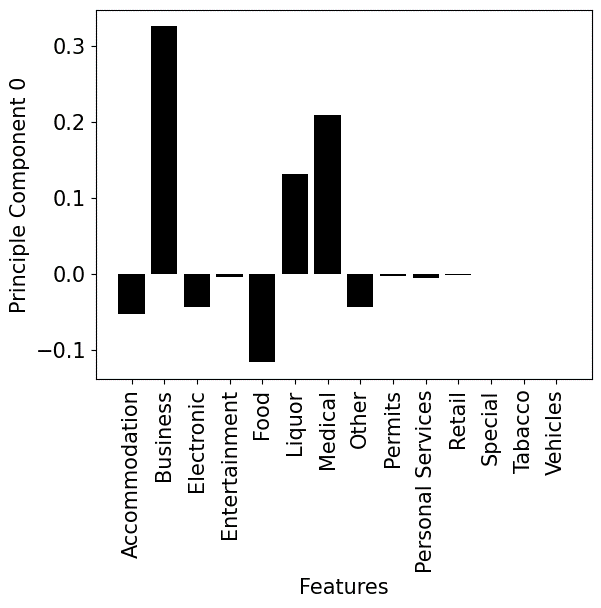 Principle Component 0
0.3
0.2
0.1
0.0
−0.1
Accommodation
Business
Electronic
Entertainment
Food
Liquor
Medical
Other
Permits
Personal Services
Retail
Special
Tabacco
Vehicles
Features